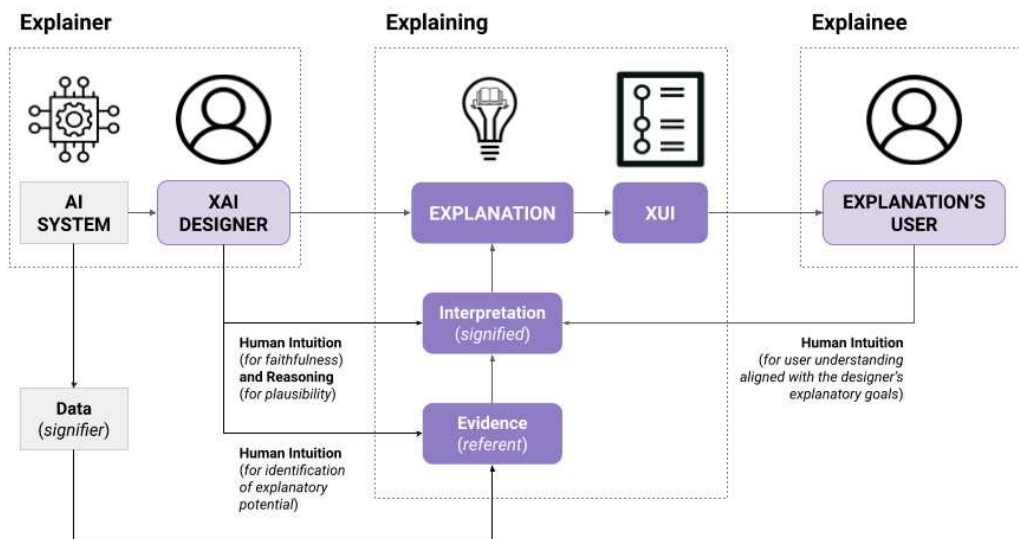 Explainer
Explaining
Explainee
AI
SYSTEM
XAI
DESIGNER
EXPLANATION
XUI
EXPLANATION'S
USER
Interpretation
(signified)
Human Intuition
(for faithfulness)
and Reasoning
(for plausibility)
Human Intuition
(for user understanding
aligned with the designer's
explanatory goals)
Data
(signifier)
Evidence
(referent)
Human Intuition
(for identification
of explanatory
potential)